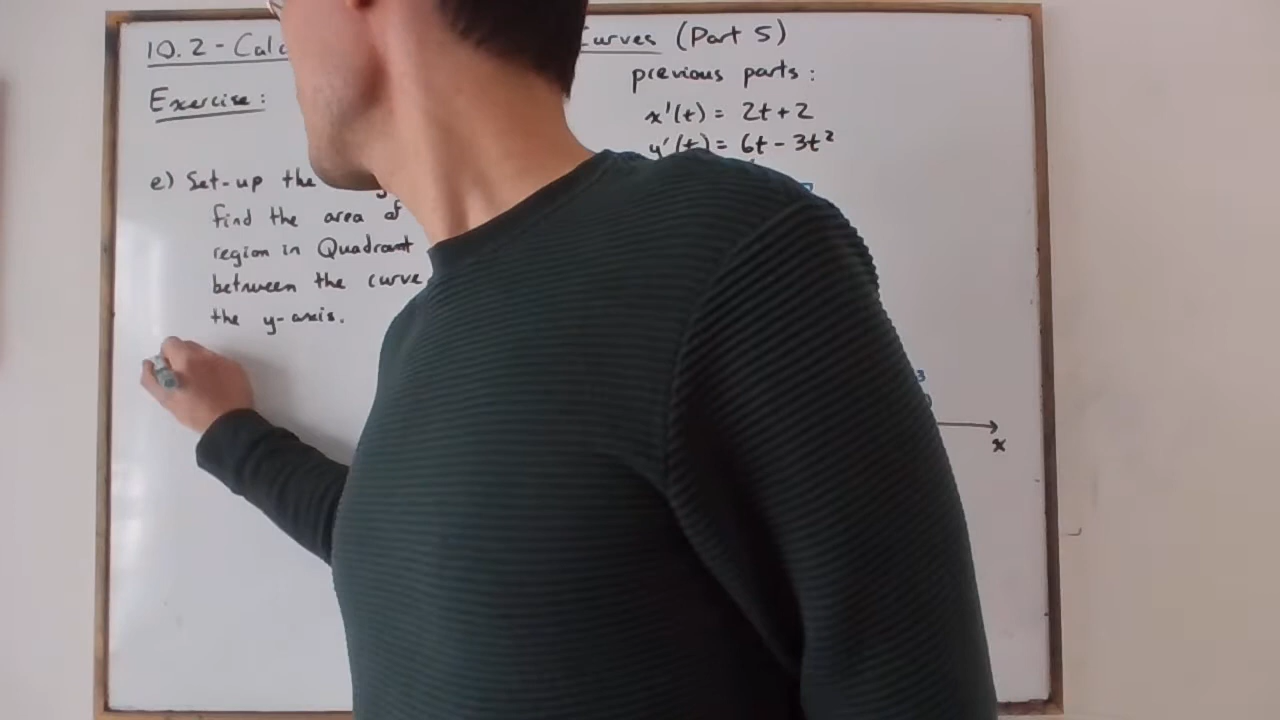 10.2 - Calc
Curves (Part 5)
previous parts:
Exercise:
x'(t) = 2t+2
y'(t) = 6t - 3t²
e) Set-up the
find the area of
region in Quadrant
between the curve
the y-axis.
3
x